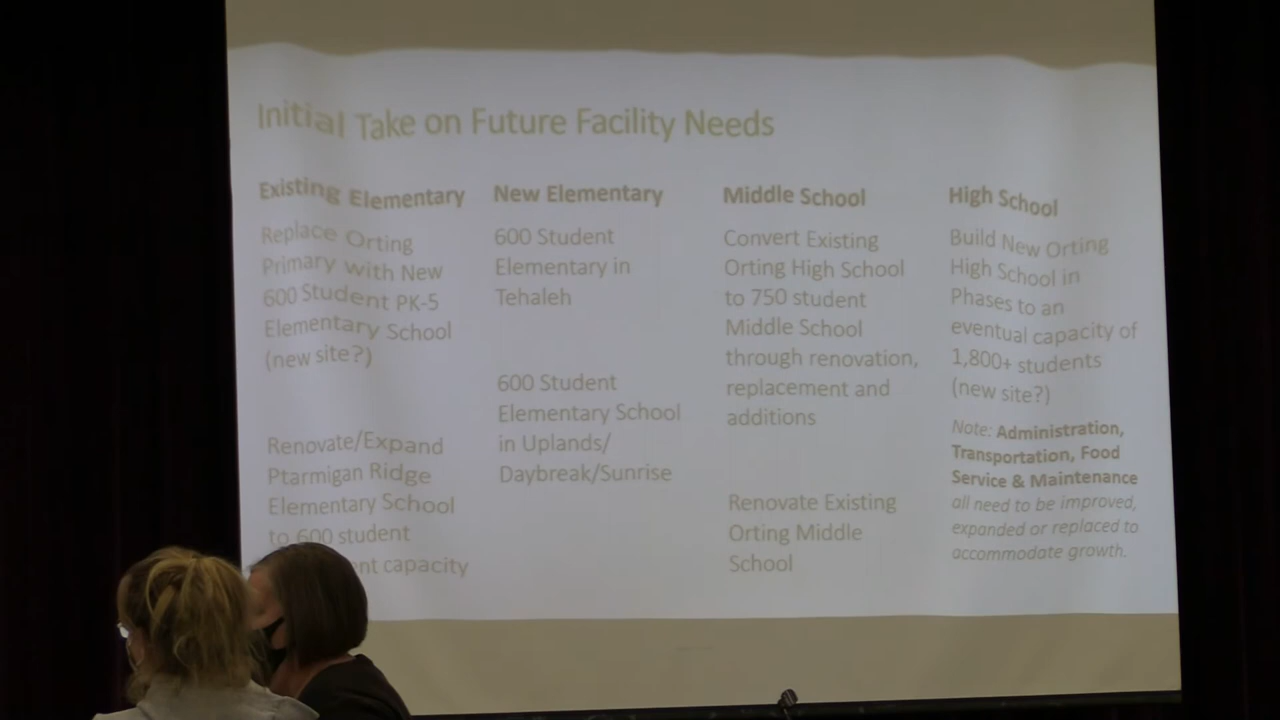 Initial Take on Future Facility Needs
Existing Elementary
Replace Orting
Primary with New
600 Student PK-5
Elementary School
(new site?)
Renovate/Expand
Ptarmigan Ridge
Elementary School
to 600 student
capacity
New Elementary
600 Student
Elementary in
Tehaleh
600 Student
Elementary School
in Uplands/
Daybreak/Sunrise
Middle School
Convert Existing
Orting High School
to 750 student
Middle School
through renovation,
replacement and
additions
Renovate Existing
Orting Middle
School
High School
Build New Orting
High School in
Phases to an
eventual capacity of
1,800+ students
(new site?)
Note: Administration,
Transportation, Food
Service & Maintenance
all need to be improved,
expanded or replaced to
accommodate growth.